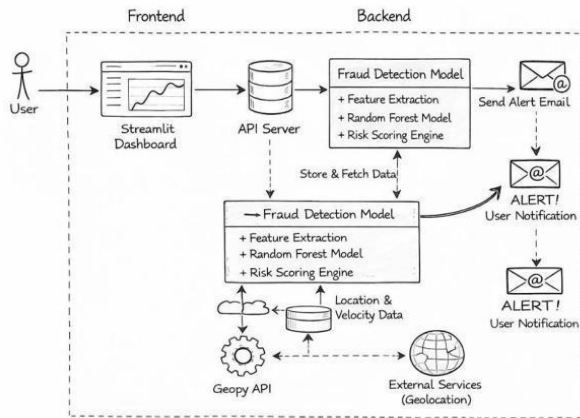 Frontend
Backend
User
Streamlit
Dashboard
API Server
Fraud Detection Model
+ Feature Extraction
+ Random Forest Model
+ Risk Scoring Engine
@
Send Alert Email
Store & Fetch Data
@
ALERT!
User Notification
Fraud Detection Model
+ Feature Extraction
+ Random Forest Model
+ Risk Scoring Engine
@
ALERT!
User Notification
Location &
Velocity Data
Geopy API
External Services
(Geolocation)